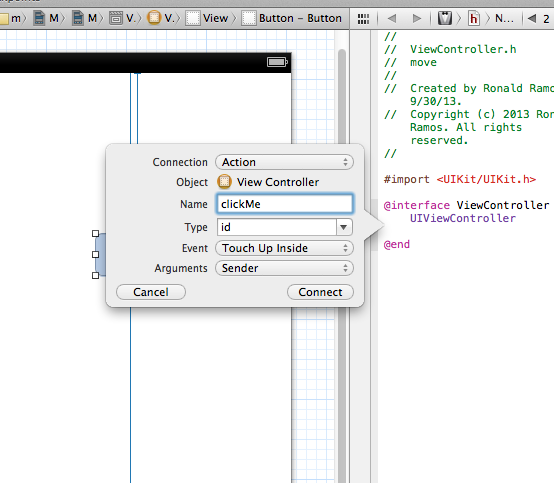 m M M V. V. View Button – Button N... 2
//
// ViewController.h
// move
//
// Created by Ronald Ramo
9/30/13.
// Copyright (c) 2013 Ron
Ramos. All rights
reserved.
//
#import <UIKit/UIKit.h>
@interface ViewController
UIViewController
@end
Connection Action
Object View Controller
Name clickMe
Type id
Event Touch Up Inside
Arguments Sender
Cancel Connect